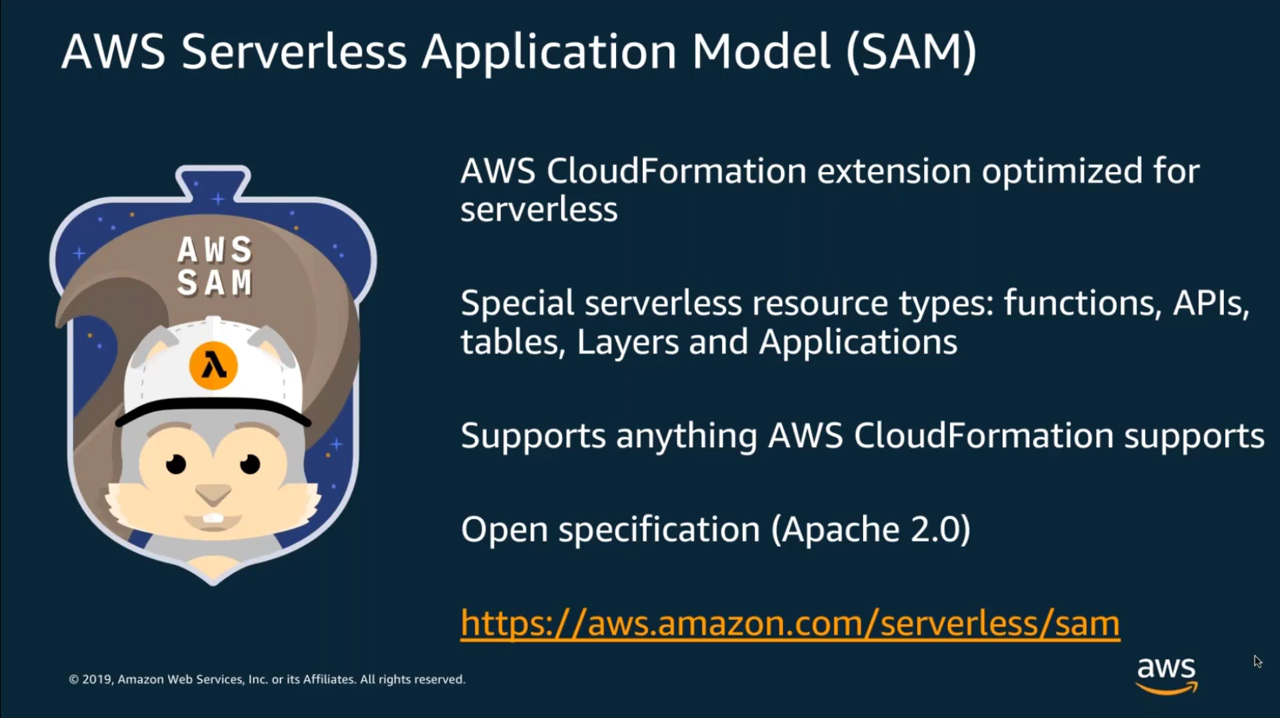 AWS Serverless Application Model (SAM)
AWS
SAM
λ
AWS CloudFormation extension optimized for
serverless
Special serverless resource types: functions, APIs,
tables, Layers and Applications
Supports anything AWS CloudFormation supports
Open specification (Apache 2.0)
https://aws.amazon.com/serverless/sam
© 2019, Amazon Web Services, Inc. or its Affiliates. All rights reserved.
aws